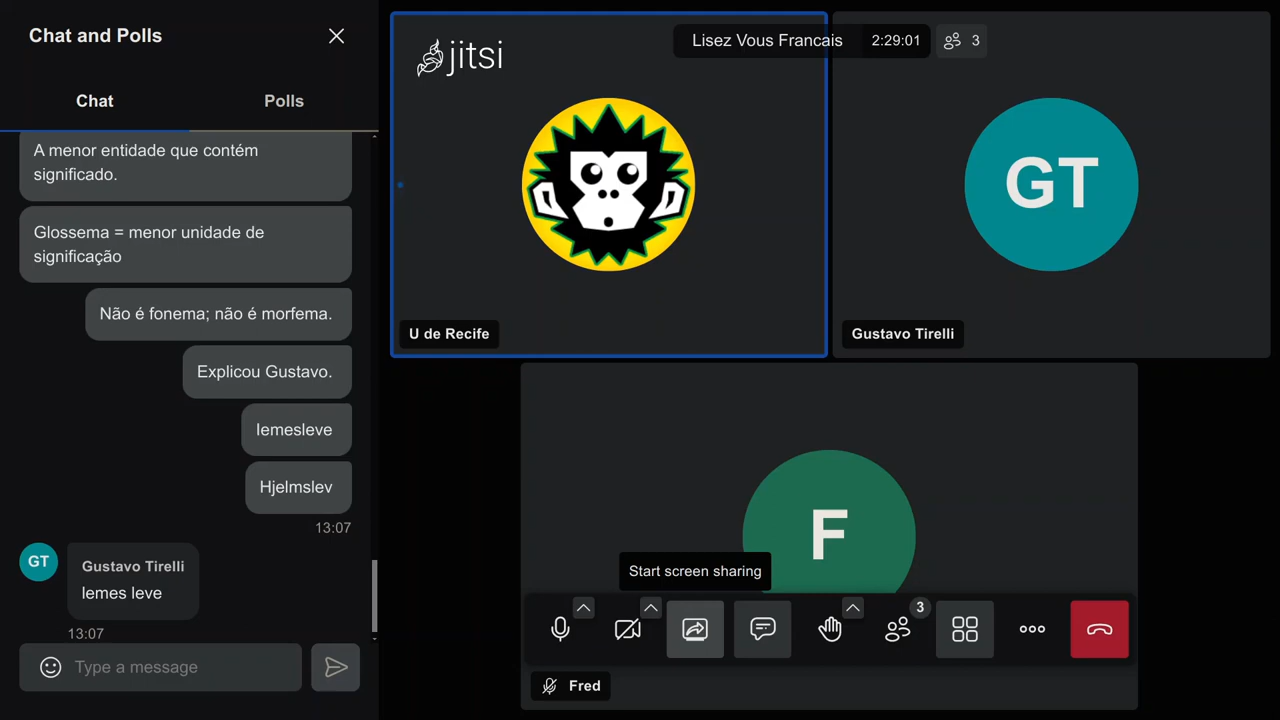 Chat and Polls
Chat
Polls
A menor entidade que contém
significado.
Glossema = menor unidade de
significação
Não é fonema; não é morfema.
Explicou Gustavo.
Iemesleve
Hjelmslev
13:07
GT
Gustavo Tirelli
Iemes leve
13:07
Type a message
jitsi
Lisez Vous Francais
2:29:01
3
U de Recife
GT
Gustavo Tirelli
F
Start screen sharing
3
Fred